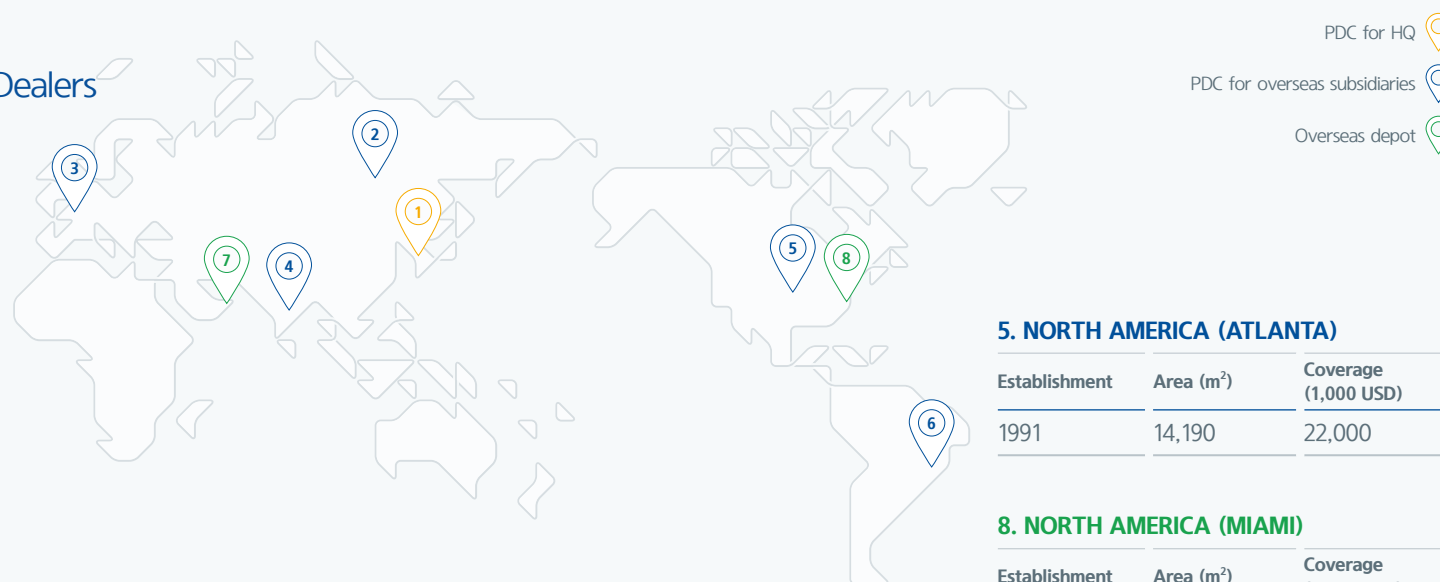 PDC for HQ
Dealers
PDC for overseas subsidiaries
Overseas depot
2
3
1
7
4
5
8
6
5. NORTH AMERICA (ATLANTA)
Establishment Area (m²) Coverage (1,000 USD)
1991 14,190 22,000
8. NORTH AMERICA (MIAMI)
Establishment Area (m²) Coverage